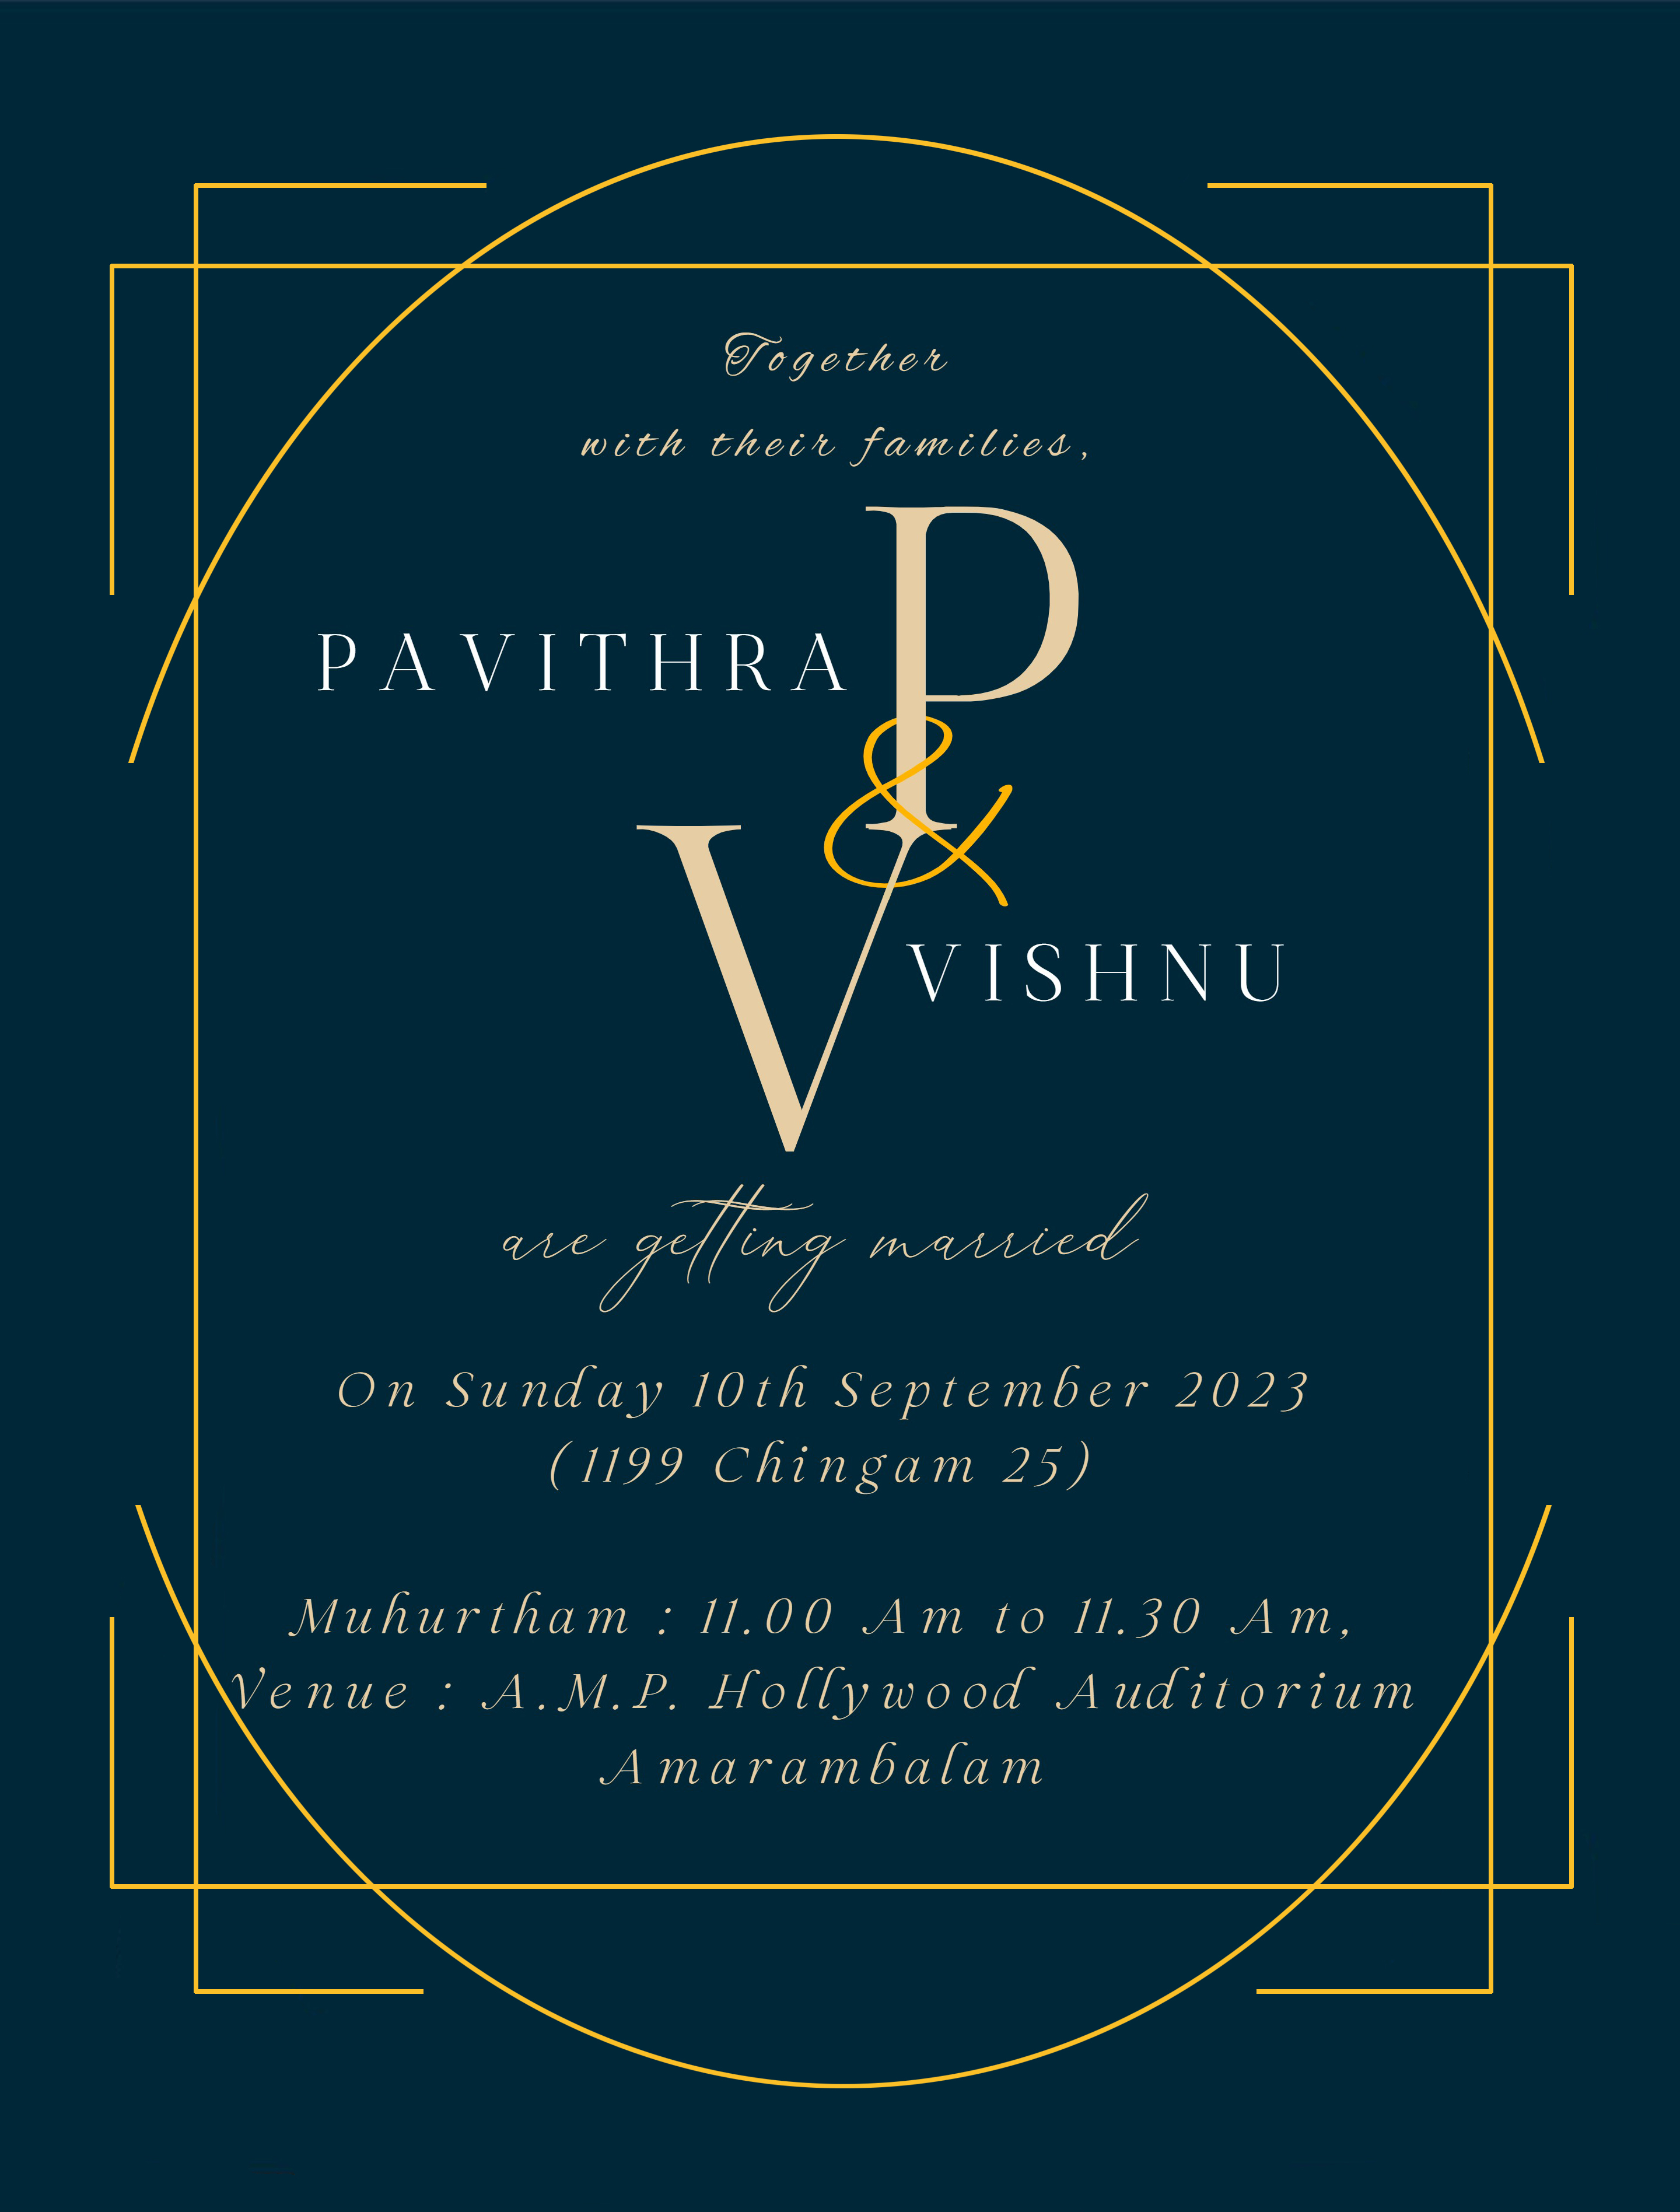 Together
with their families,
P
PAVITHRA
&
V
VISHNU
are getting married
On Sunday 10th September 2023
(1199 Chingam 25)
Muhurtham : 11.00 Am to 11.30 Am,
Venue : A.M.P. Hollywood Auditorium
Amarambalam